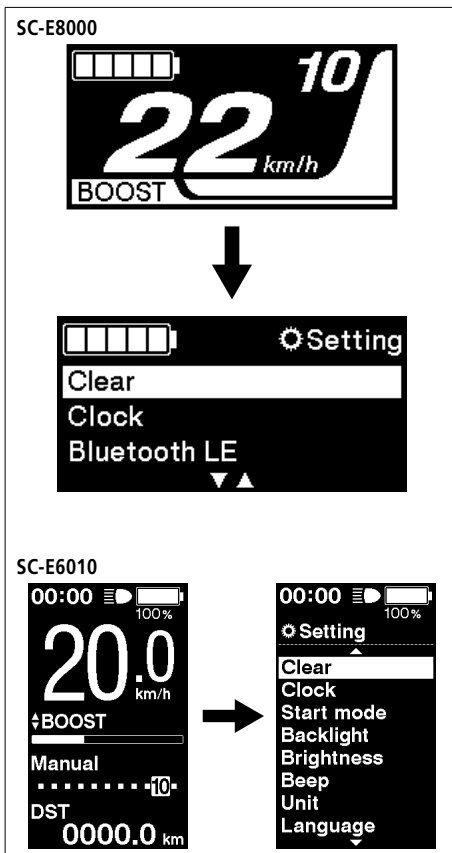 SC-E8000
10
22 km/h
BOOST
Setting
Clear
Clock
Bluetooth LE
SC-E6010
00:00
100%
20.0
km/h
BOOST
Manual
10
DST
0000.0 km
00:00
100%
Setting
Clear
Clock
Start mode
Backlight
Brightness
Beep
Unit
Language